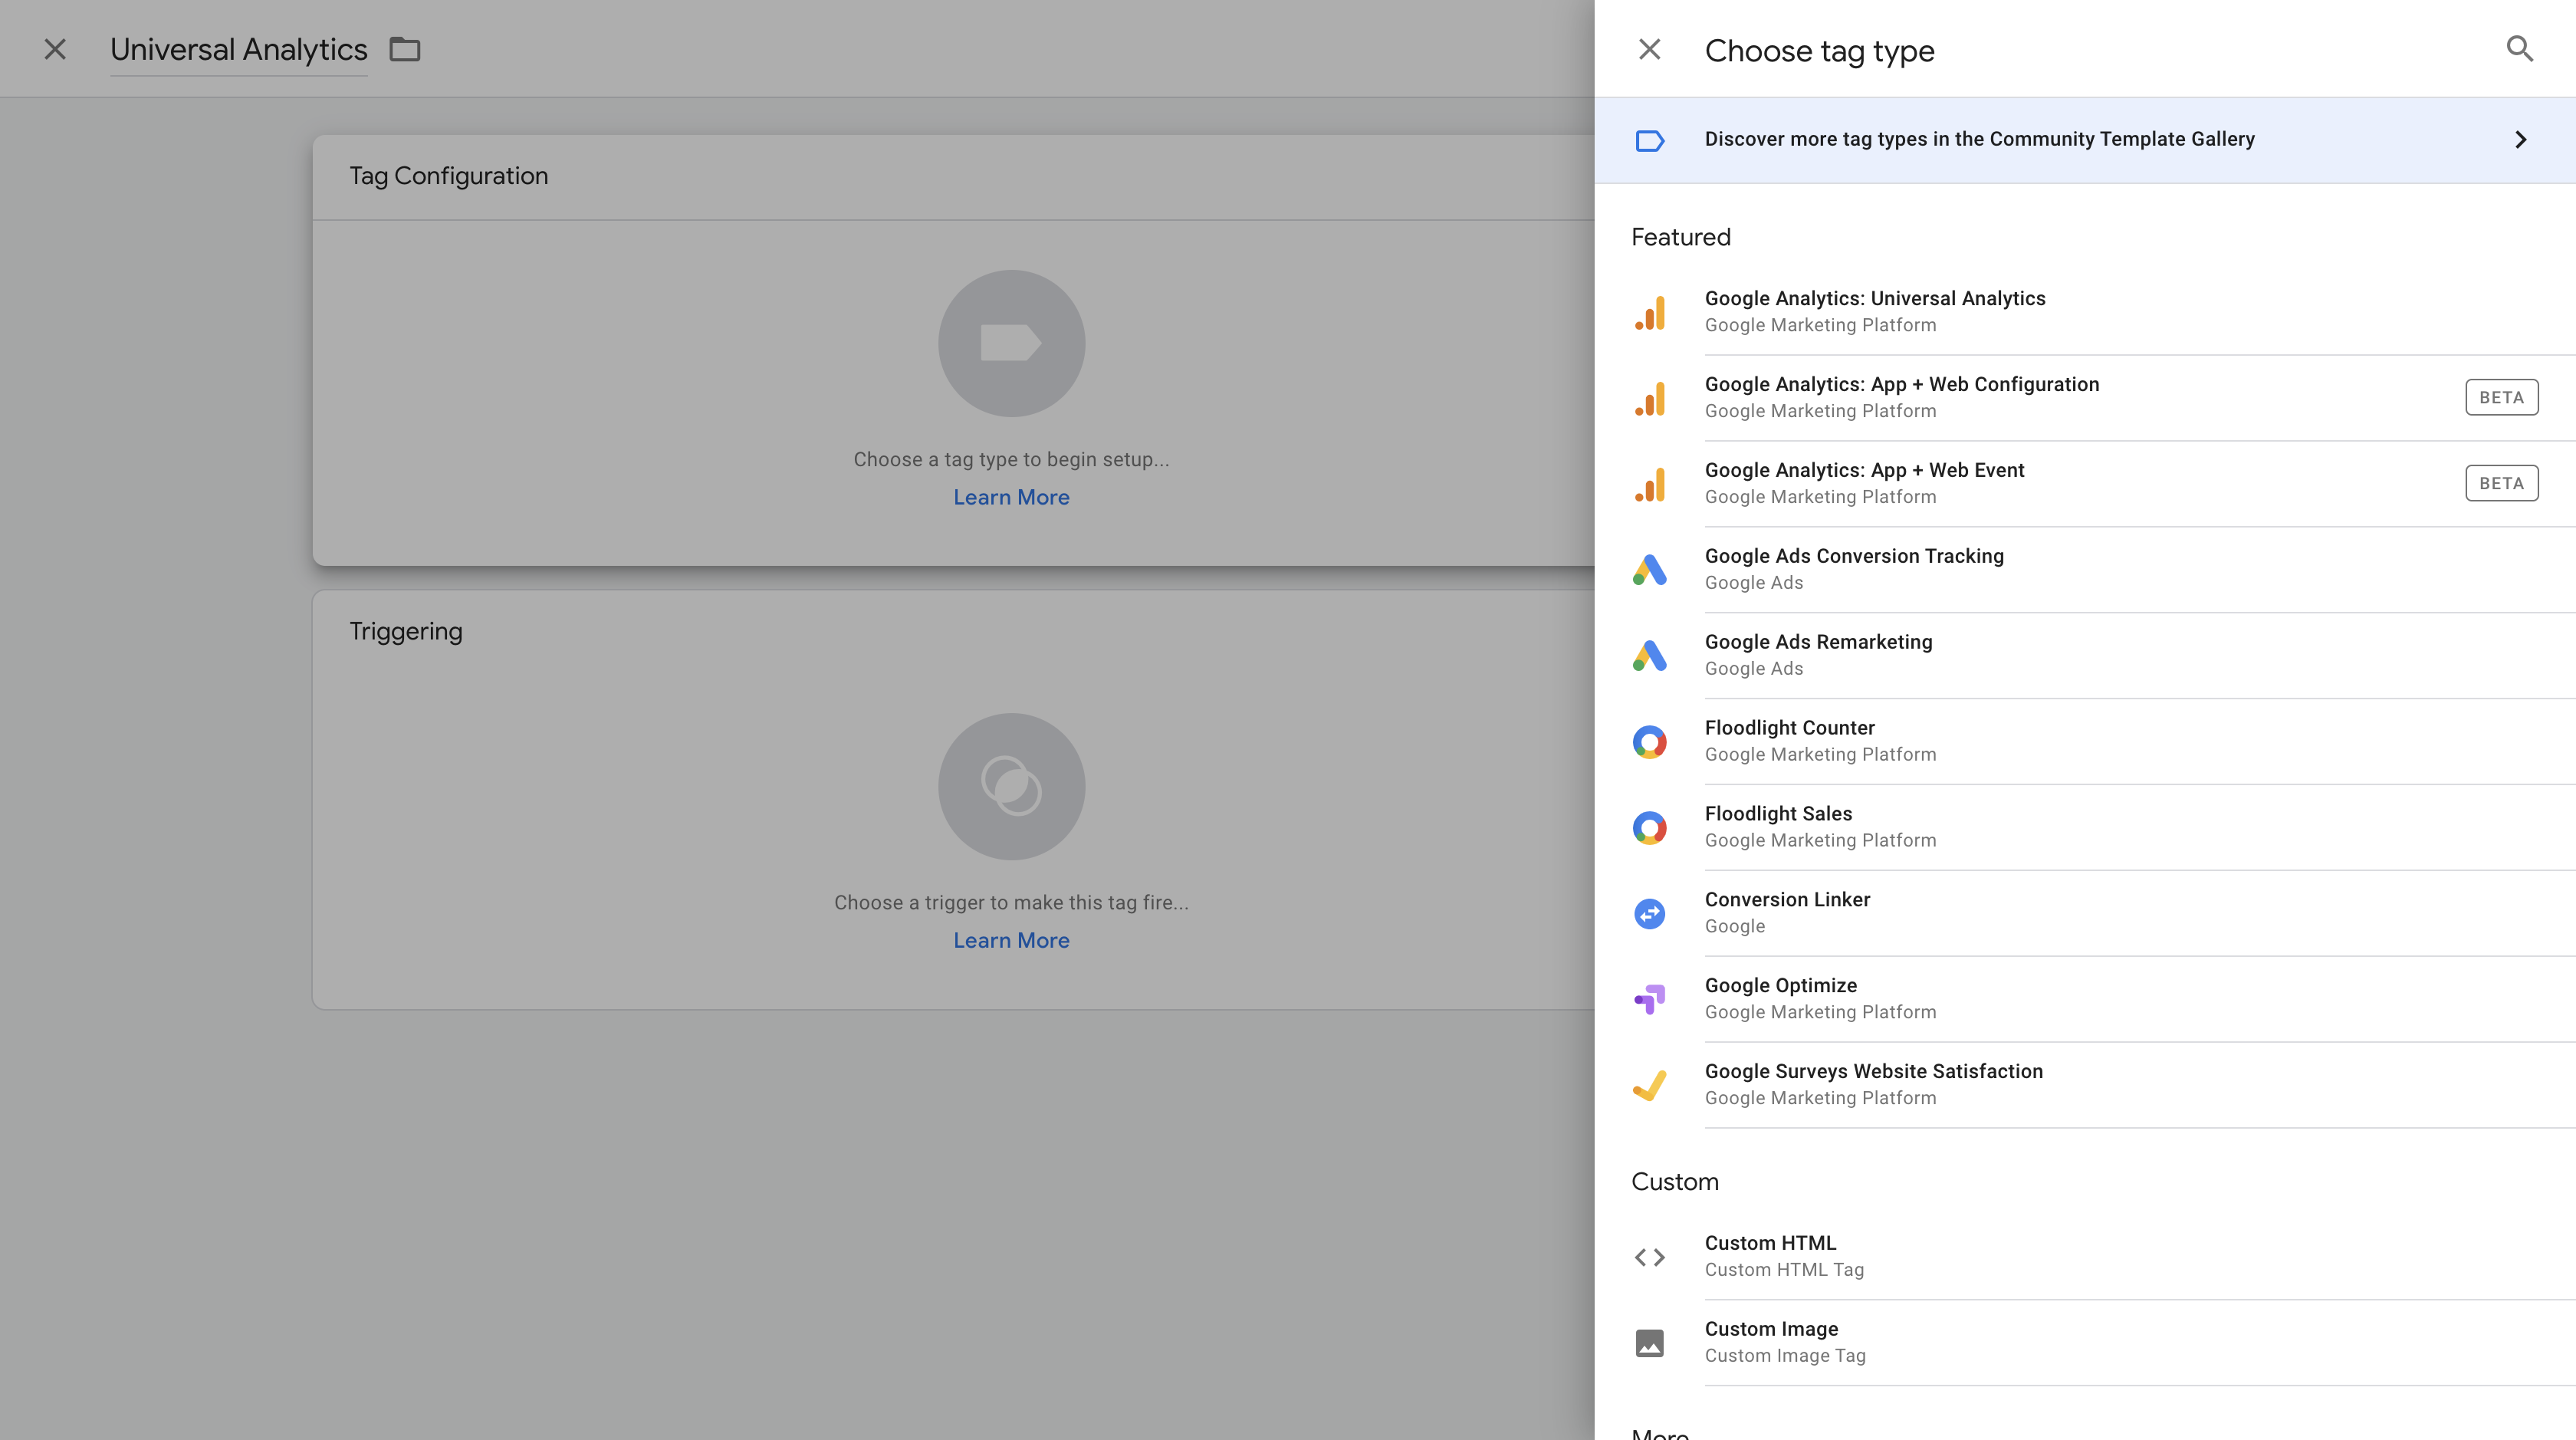 Universal Analytics
Tag Configuration
Choose a tag type to begin setup...
Learn More
Triggering
Choose a trigger to make this tag fire...
Learn More
Choose tag type
Discover more tag types in the Community Template Gallery
Featured
Google Analytics: Universal Analytics
Google Marketing Platform
Google Analytics: App + Web Configuration
Google Marketing Platform
BETA
Google Analytics: App + Web Event
Google Marketing Platform
BETA
Google Ads Conversion Tracking
Google Ads
Google Ads Remarketing
Google Ads
Floodlight Counter
Google Marketing Platform
Floodlight Sales
Google Marketing Platform
Conversion Linker
Google
Google Optimize
Google Marketing Platform
Google Surveys Website Satisfaction
Google Marketing Platform
Custom
Custom HTML
Custom HTML Tag
Custom Image
Custom Image Tag
More